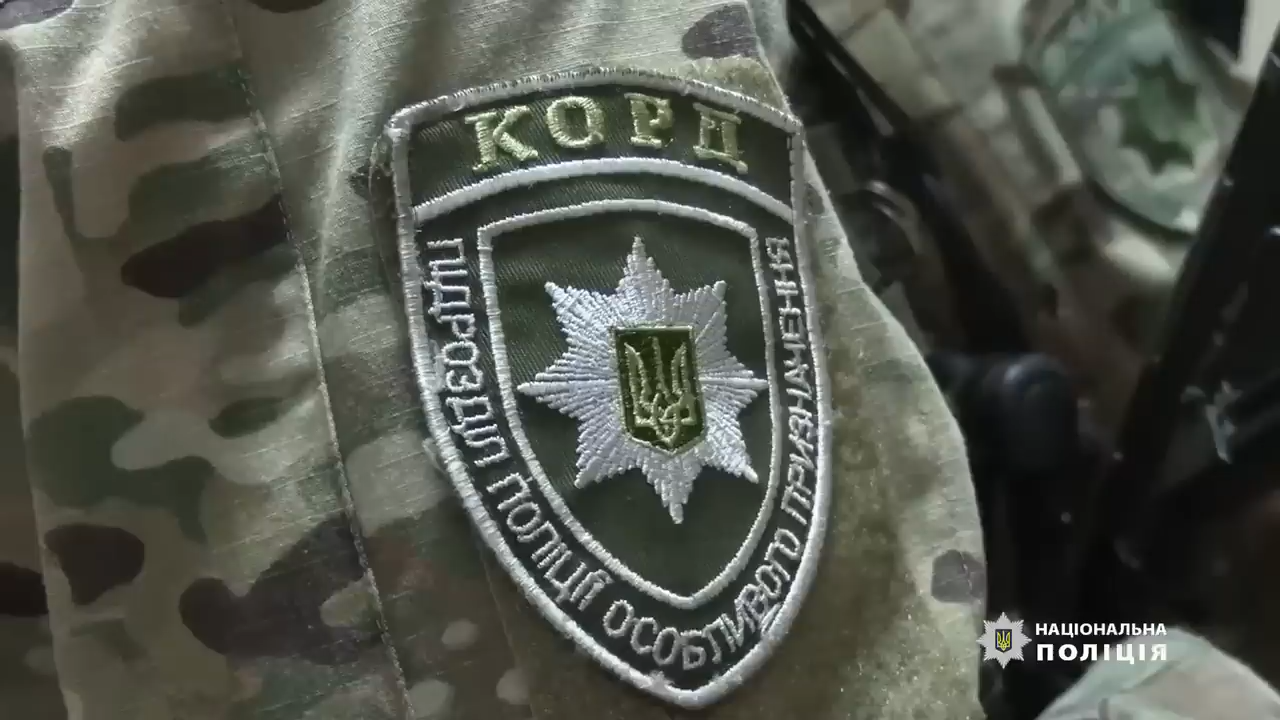 КОРД
ПІДРОЗДІЛ ПОЛІЦІЇ ОСОБЛИВОГО ПРИЗНАЧЕННЯ
НАЦІОНАЛЬНА
ПОЛІЦІЯ